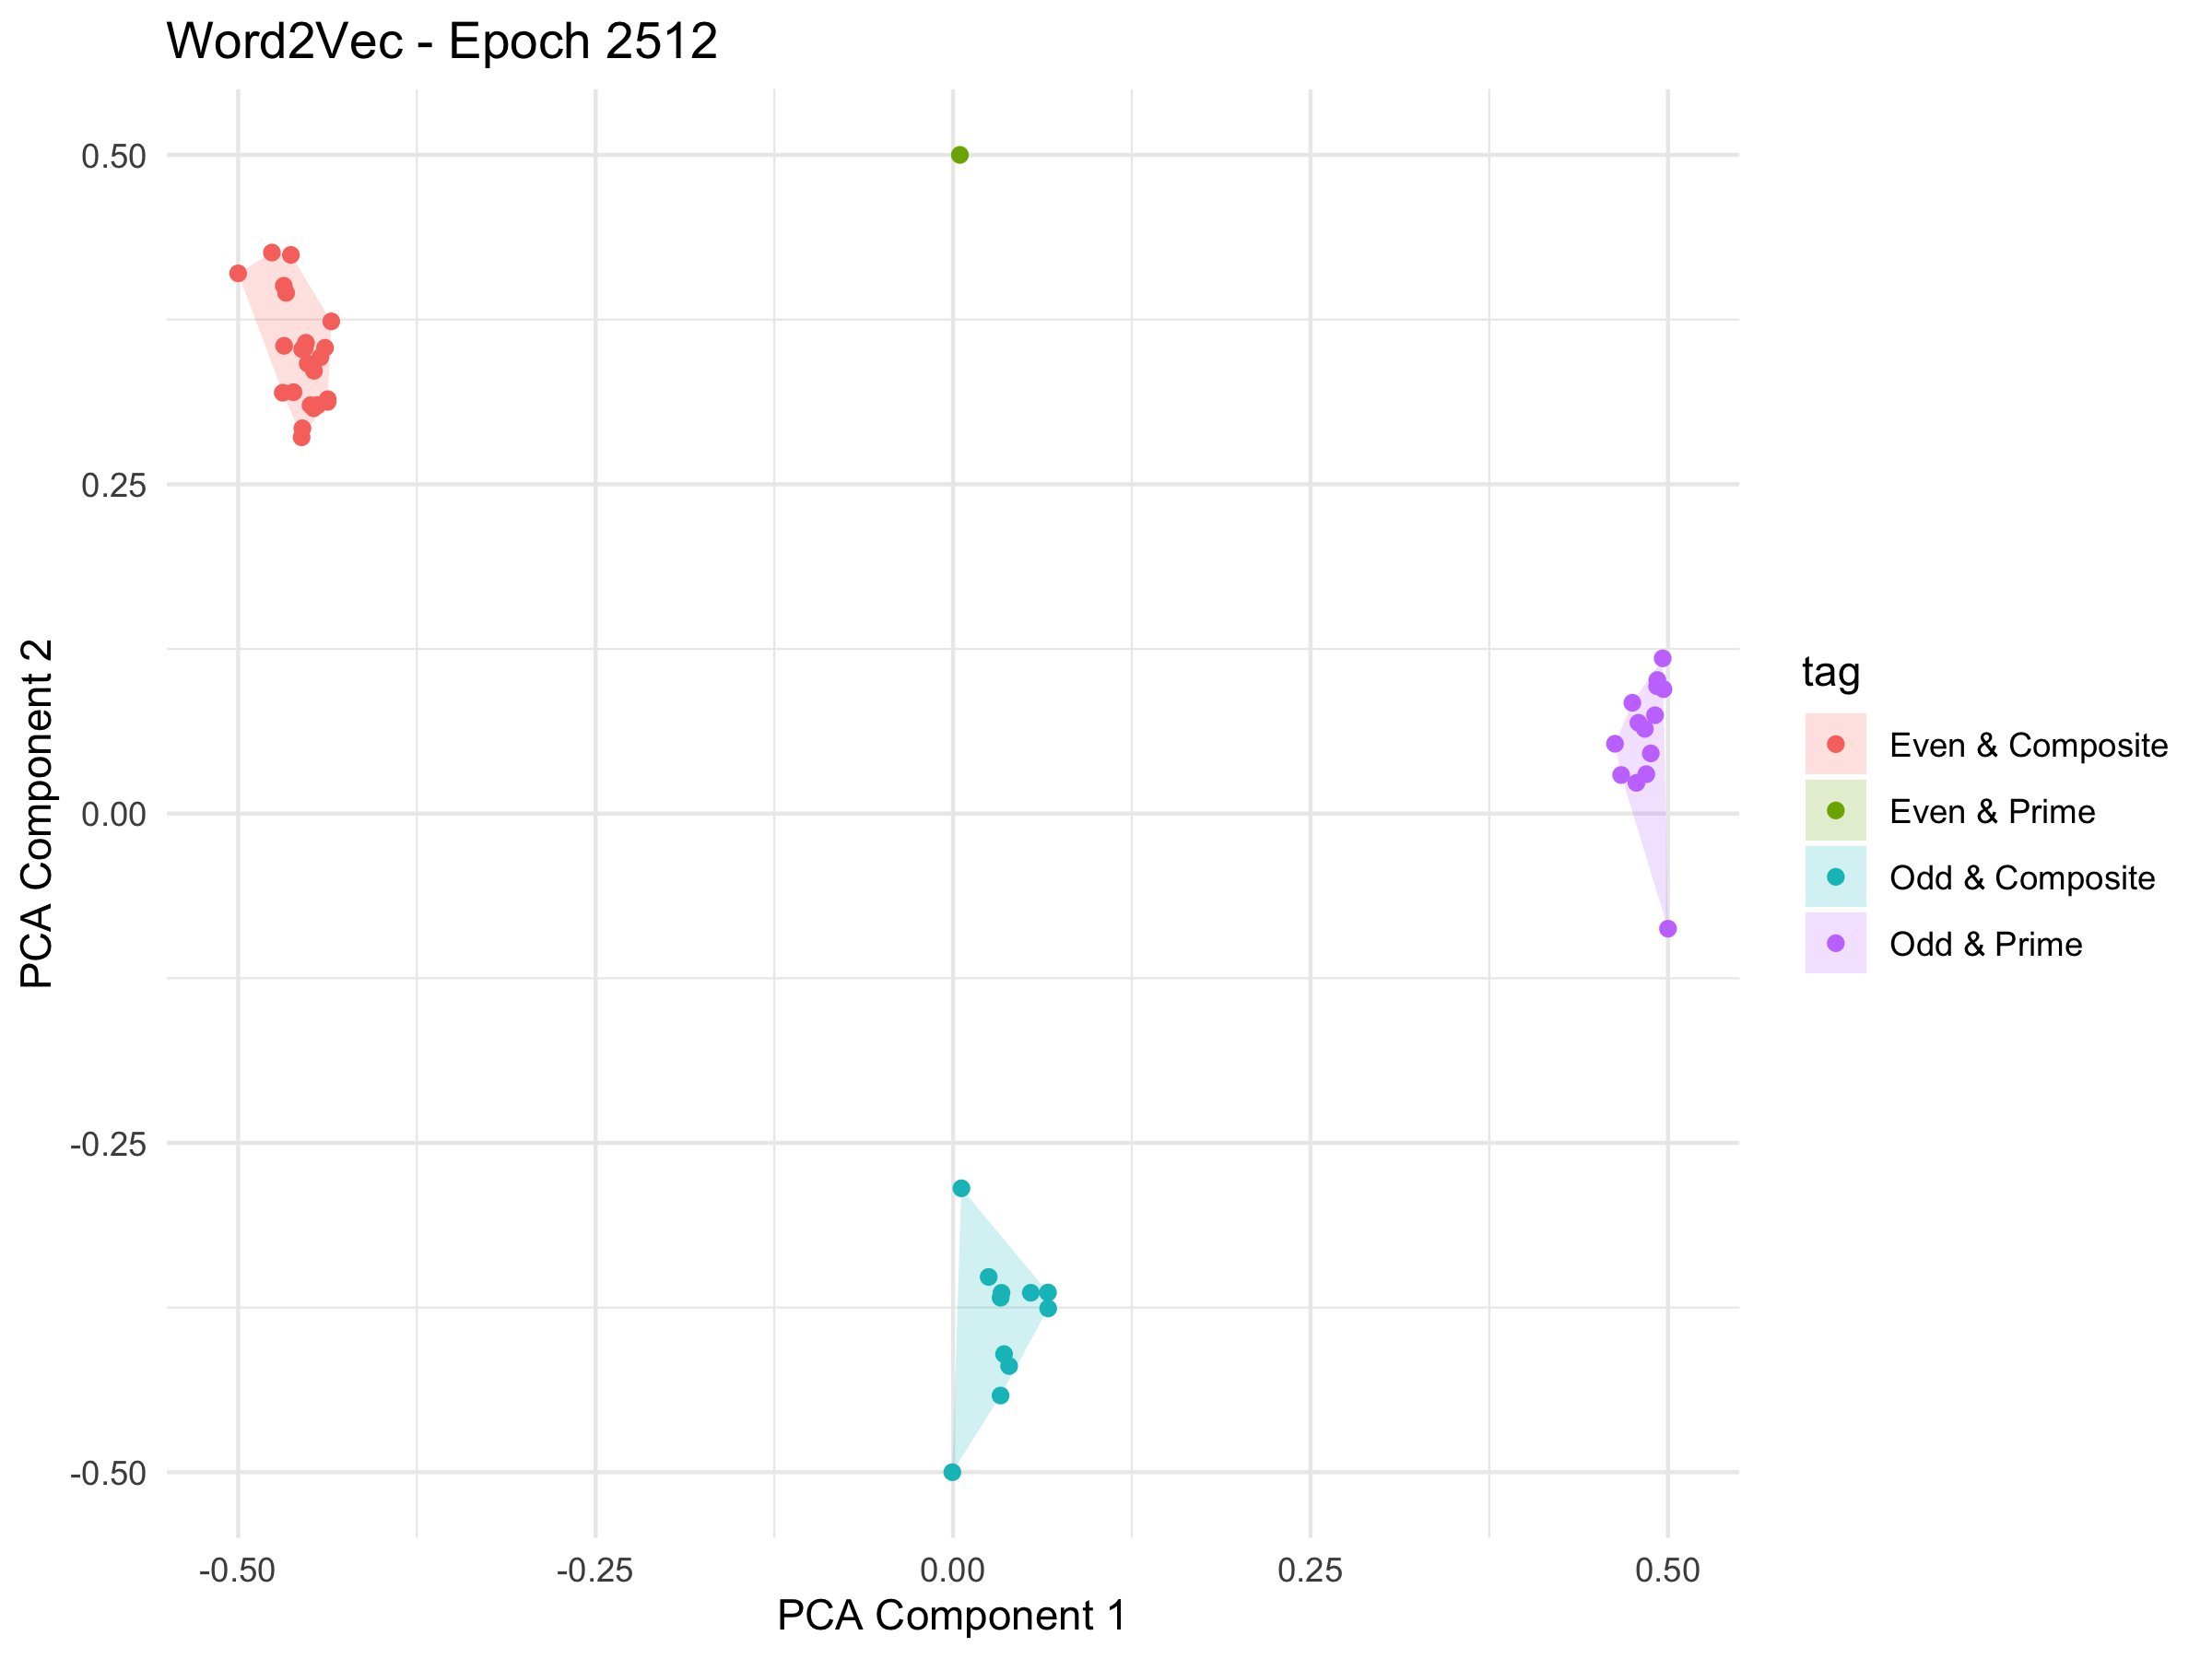 Word2Vec - Epoch 2512
PCA Component 2
0.50
0.25
0.00
-0.25
-0.50
-0.50
-0.25
0.00
0.25
0.50
PCA Component 1
tag
Even & Composite
Even & Prime
Odd & Composite
Odd & Prime